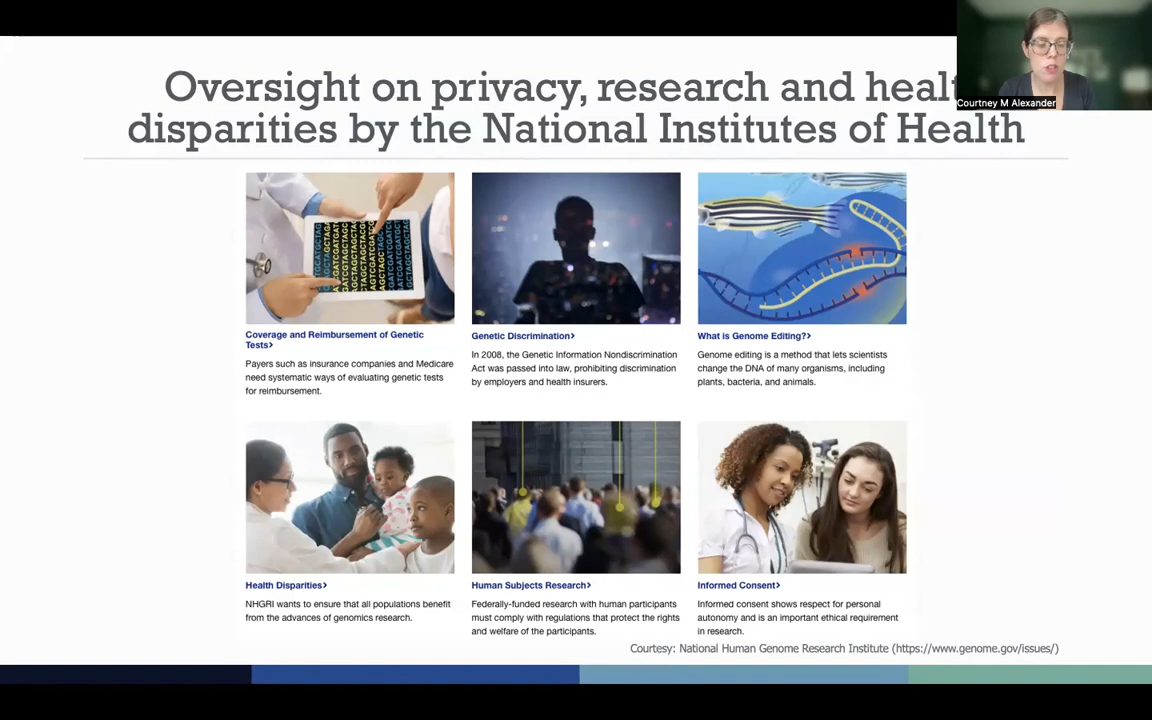 Oversight on privacy, research and healt
disparities by the National Institutes of Health
Courtney M Alexander
Coverage and Reimbursement of Genetic
Tests›
Payers such as insurance companies and Medicare
need systematic ways of evaluating genetic tests
for reimbursement.
Genetic Discrimination›
In 2008, the Genetic Information Nondiscrimination
Act was passed into law, prohibiting discrimination
by employers and health insurers.
What is Genome Editing?›
Genome editing is a method that lets scientists
change the DNA of many organisms, including
plants, bacteria, and animals.
Health Disparities›
NHGRI wants to ensure that all populations benefit
from the advances of genomics research.
Human Subjects Research›
Federally-funded research with human participants
must comply with regulations that protect the rights
and welfare of the participants.
Informed Consent›
Informed consent shows respect for personal
autonomy and is an important ethical requirement
in research.
Courtesy: National Human Genome Research Institute (https://www.genome.gov/issues/)